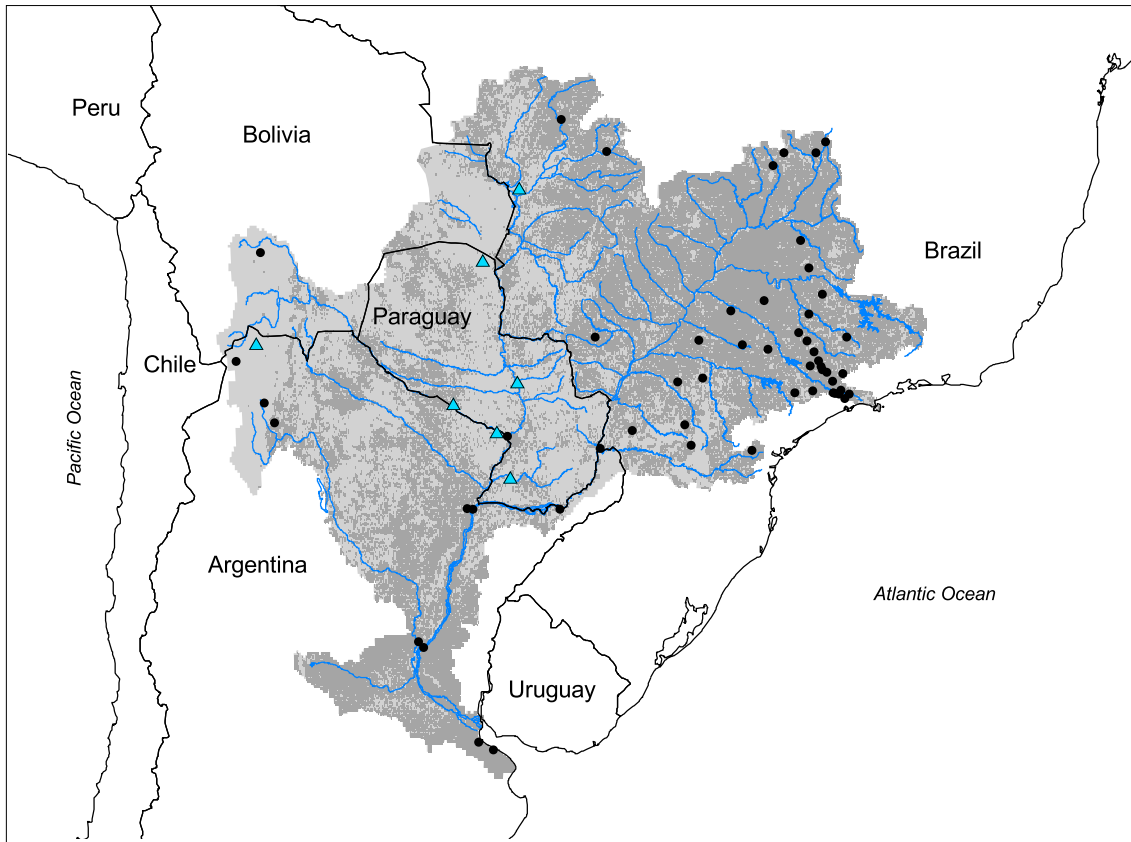 Peru
Bolivia
Brazil
Paraguay
Chile
Pacific Ocean
Argentina
Atlantic Ocean
Uruguay